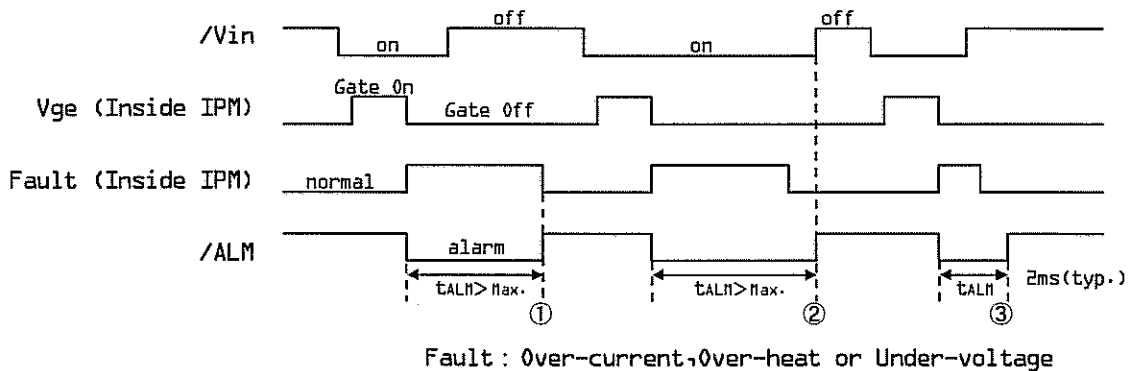 /Vin
off
on
on
off
Vge (Inside IPM)
Gate On
Gate Off
Fault (Inside IPM)
normal
/ALM
alarm
tALM> Max.
tALM> Max.
tALM
2ms(typ.)
①
②
③
Fault : Over-current,Over-heat or Under-voltage